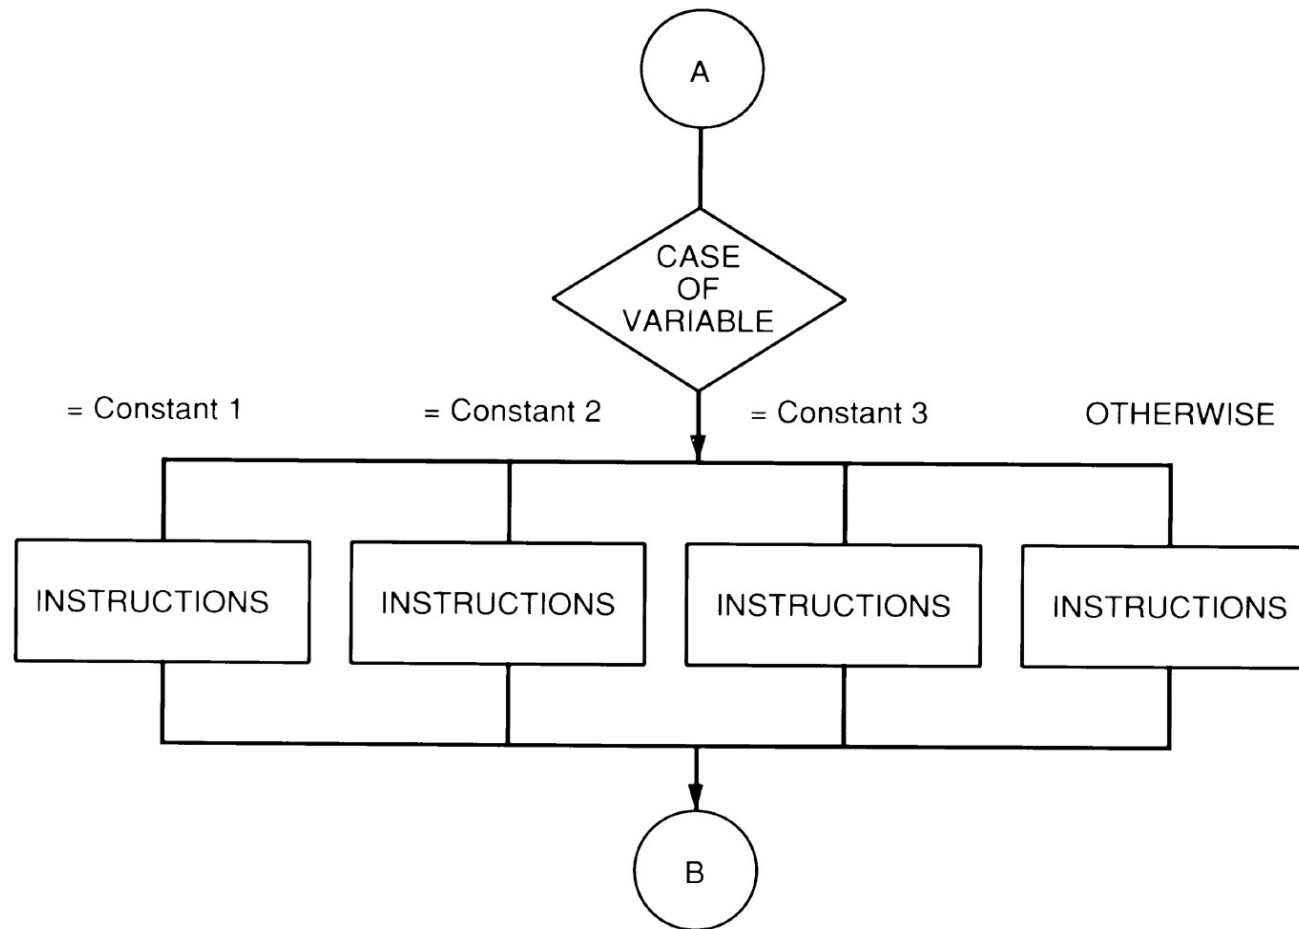 A
CASE
OF
VARIABLE
= Constant 1
= Constant 2
= Constant 3
OTHERWISE
INSTRUCTIONS
INSTRUCTIONS
INSTRUCTIONS
INSTRUCTIONS
B